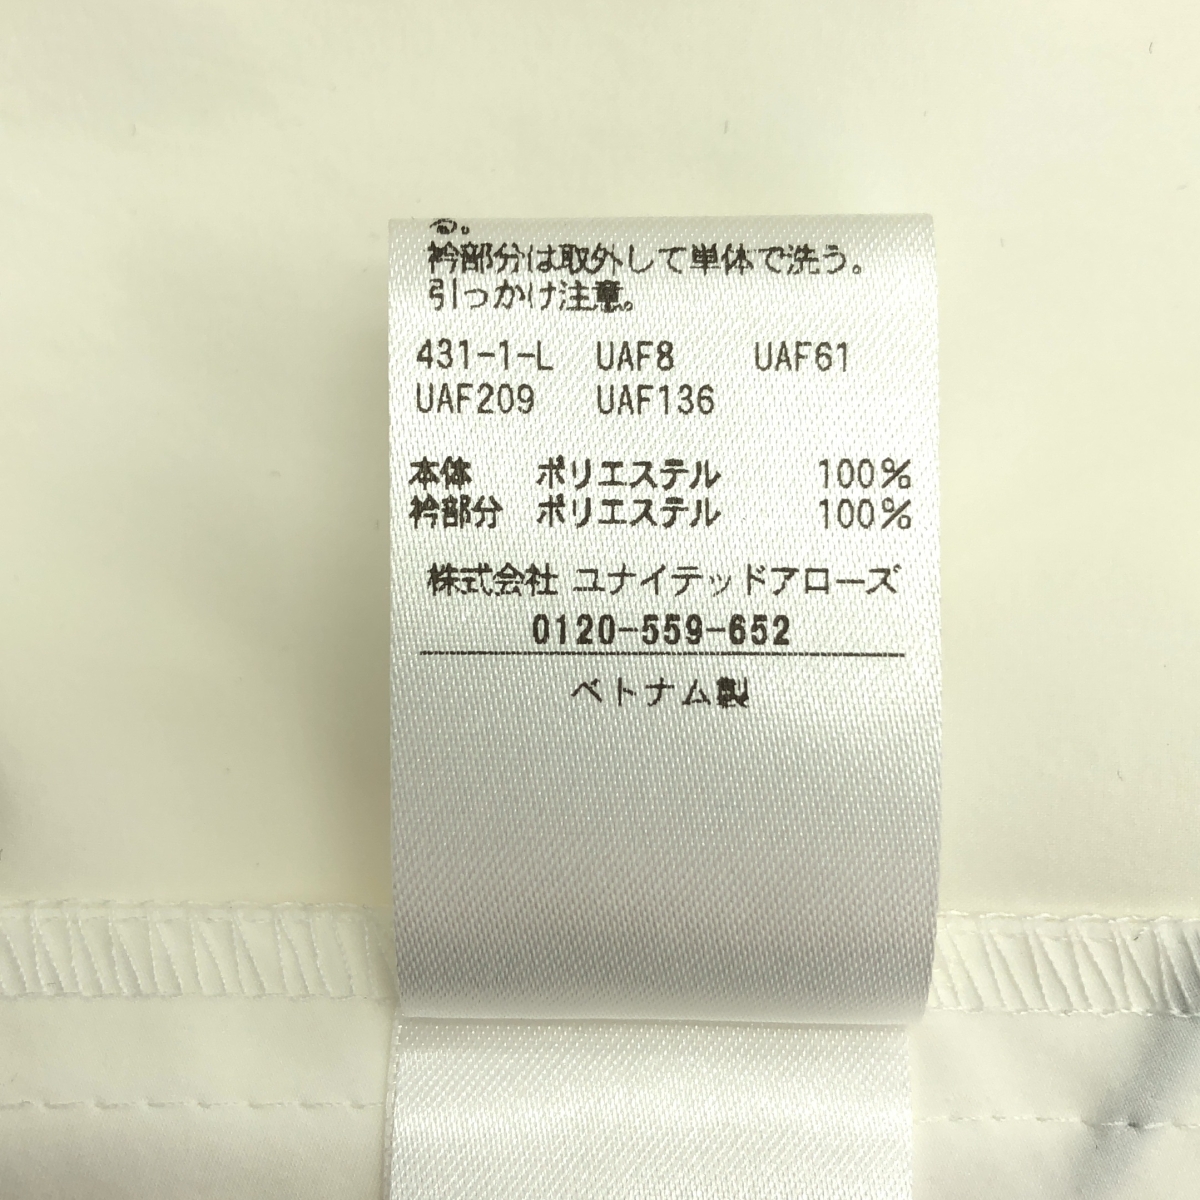 る。
衿部分は取外して単体で洗う。
引っかけ注意。
431-1-L UAF8 UAF61
UAF209 UAF136
本体 ポリエステル 100%
衿部分 ポリエステル 100%
株式会社 ユナイテッドアローズ
0120-559-652
ベトナム製